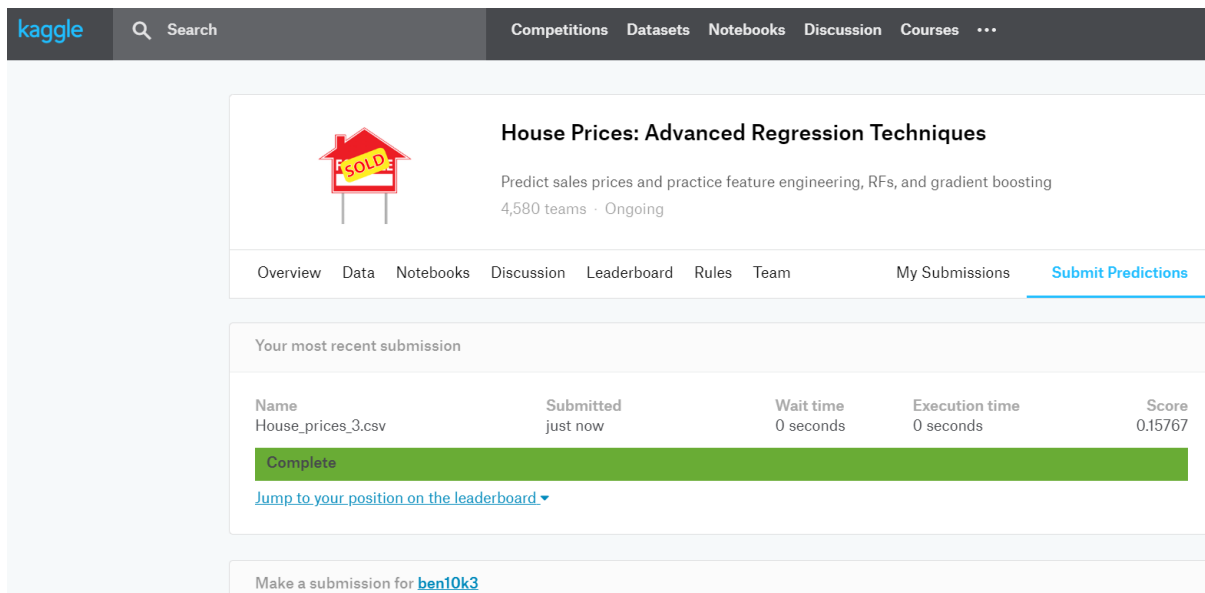 kaggle Search Competitions Datasets Notebooks Discussion Courses •••
House Prices: Advanced Regression Techniques
SOLD
Predict sales prices and practice feature engineering, RFs, and gradient boosting
4,580 teams · Ongoing
Overview Data Notebooks Discussion Leaderboard Rules Team My Submissions Submit Predictions
Your most recent submission
Name Submitted Wait time Execution time Score
House_prices_3.csv just now 0 seconds 0 seconds 0.15767
Complete
Jump to your position on the leaderboard
Make a submission for ben10k3